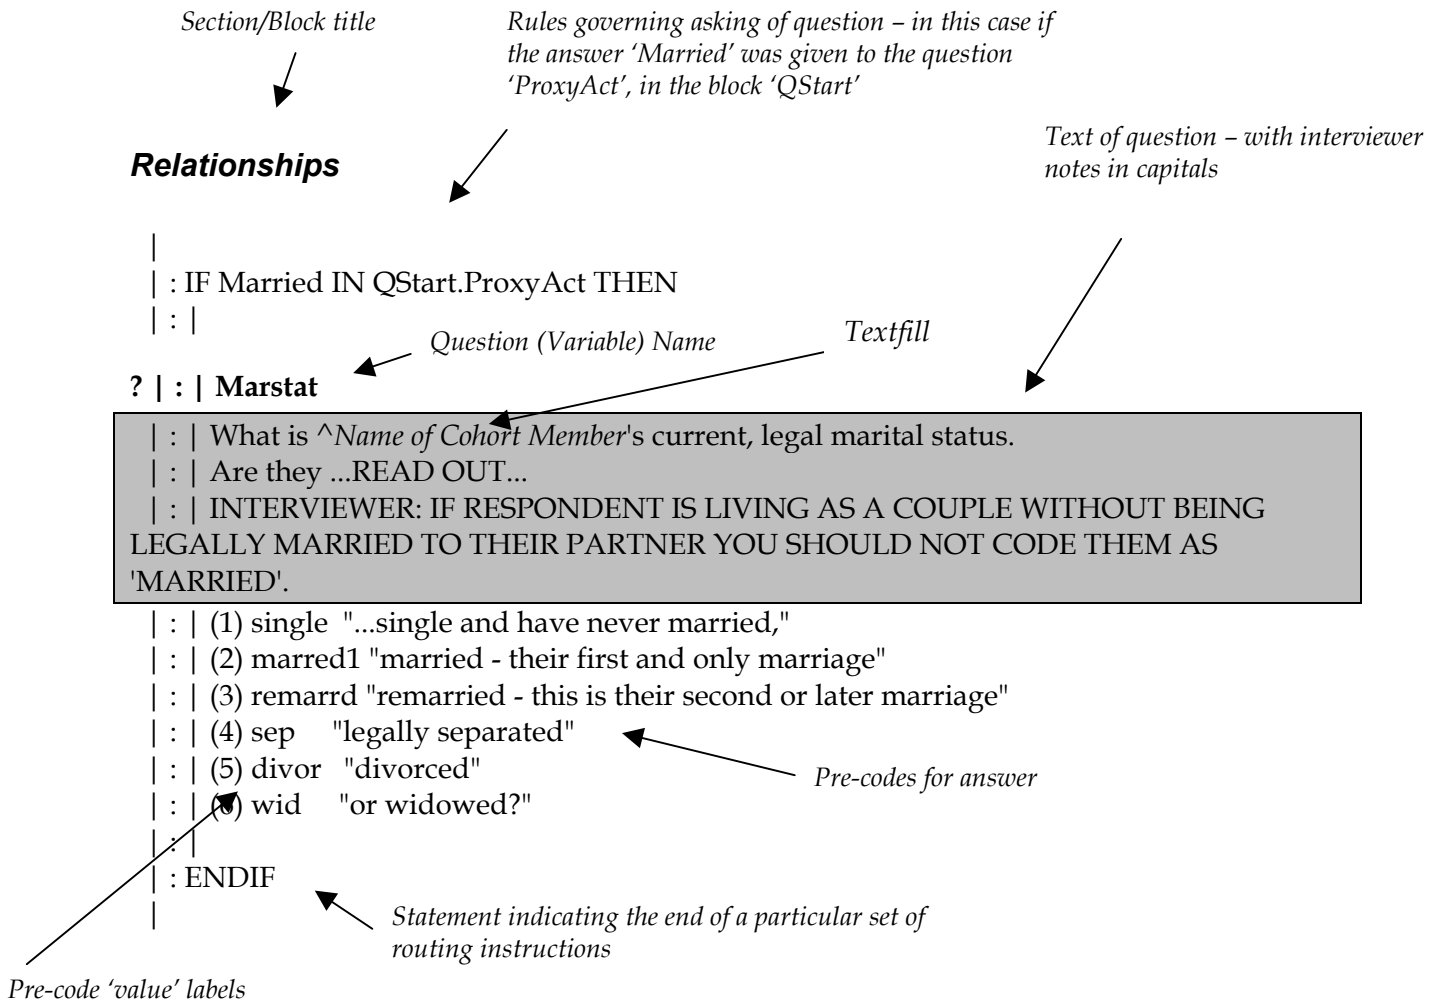 Section/Block title
Rules governing asking of question – in this case if
the answer ‘Married’ was given to the question
‘ProxyAct’, in the block ‘QStart’
Text of question – with interviewer
notes in capitals
Relationships
|
| : IF Married IN QStart.ProxyAct THEN
| : |
Question (Variable) Name
Textfill
? | : | Marstat
| : | What is ^Name of Cohort Member's current, legal marital status.
| : | Are they ...READ OUT...
| : | INTERVIEWER: IF RESPONDENT IS LIVING AS A COUPLE WITHOUT BEING
LEGALLY MARRIED TO THEIR PARTNER YOU SHOULD NOT CODE THEM AS
'MARRIED'.
| : | (1) single "...single and have never married,"
| : | (2) marred1 "married - their first and only marriage"
| : | (3) remarrd "remarried - this is their second or later marriage"
| : | (4) sep "legally separated"
| : | (5) divor "divorced"
Pre-codes for answer
| : | (6) wid "or widowed?"
| : |
| : ENDIF
|
Statement indicating the end of a particular set of
routing instructions
Pre-code ‘value’ labels